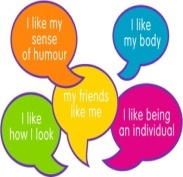 I like my
sense
of humour
I like
my body
my friends
like me
I like
how I look
I like being
an individual